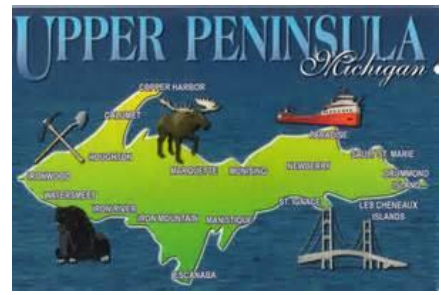 UPPER PENINSULA
Michigan
COPPER HARBOR
CALUMET
HOUGHTON
PARADISE
MARQUETTE
MUNISING
NEWBERRY
SAULT ST. MARIE
IRONWOOD
DRUMMOND
ISLAND
WATERSMEET
IRON RIVER
IRON MOUNTAIN
MANISTIQUE
ST. IGNACE
LES CHENEAUX
ISLANDS
ESCANABA